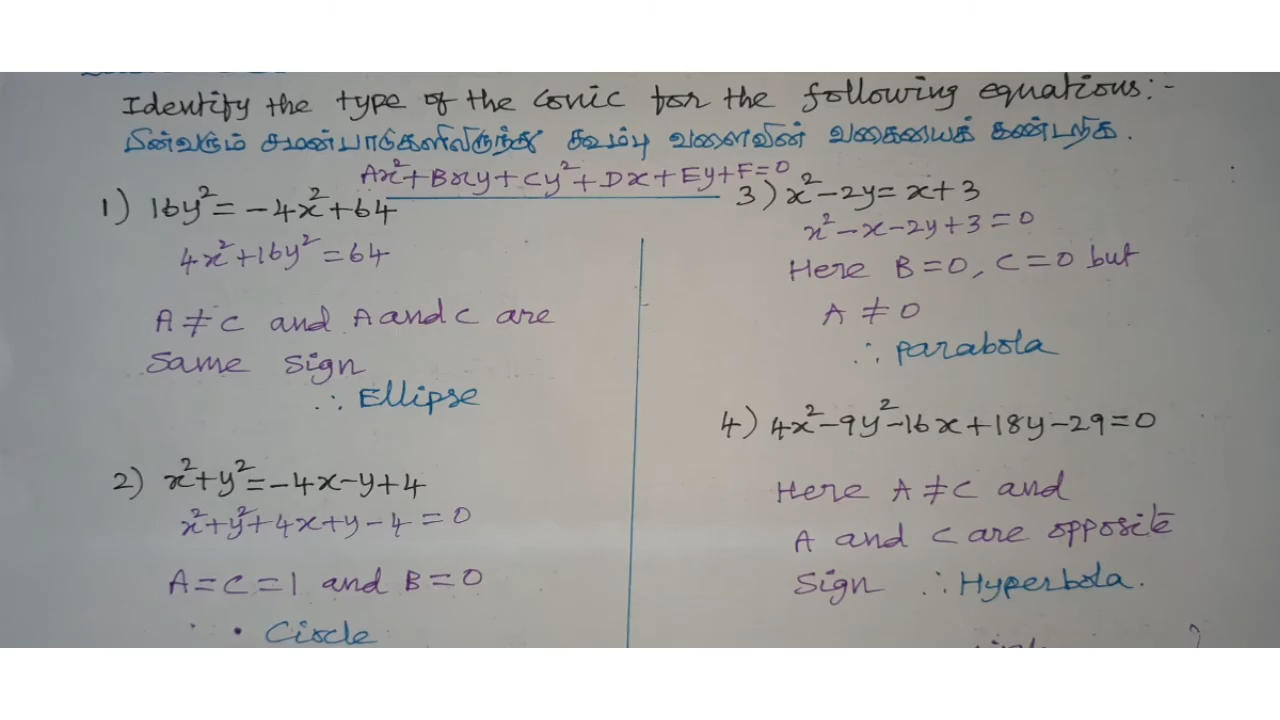 Identify the type of the conic for the following equations:-
பின்வரும் சமன்பாடுகளிலிருந்து கூம்பு வளைவின் வகையைக் கண்டறிக.
Ax²+Bxy+Cy²+Dx+Ey+F=0
1) 16y²=-4x²+64
4x²+16y²=64
A≠C and A and C are
Same Sign
∴ Ellipse
2) x²+y²=-4x-y+4
x²+y²+4x+y-4=0
A=C=1 and B=0
Circle
3) x²-2y=x+3
x²-x-2y+3=0
Here B=0, C=0 but
A≠0
∴ parabola
4) 4x²-9y²-16x+18y-29=0
Here A≠C and
A and C are opposite
Sign ∴ Hyperbola.